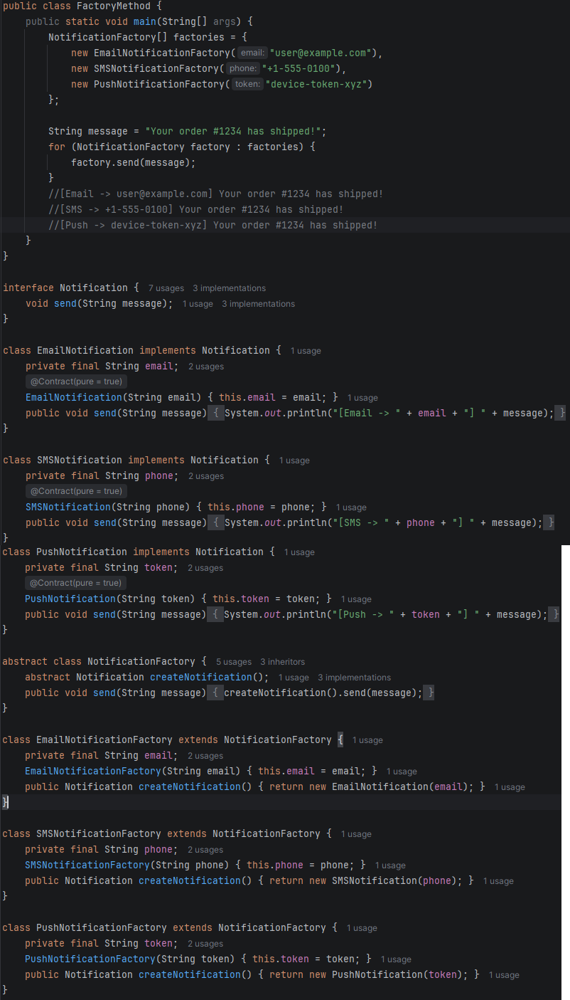 public class FactoryMethod {
    public static void main(String[] args) {
        NotificationFactory[] factories = {
            new EmailNotificationFactory( email: "user@example.com"),
            new SMSNotificationFactory( phone: "+1-555-0100"),
            new PushNotificationFactory( token: "device-token-xyz")
        };

        String message = "Your order #1234 has shipped!";
        for (NotificationFactory factory : factories) {
            factory.send(message);
        }
        //[Email -> user@example.com] Your order #1234 has shipped!
        //[SMS -> +1-555-0100] Your order #1234 has shipped!
        //[Push -> device-token-xyz] Your order #1234 has shipped!
    }
}

interface Notification {  7 usages  3 implementations
    void send(String message);  1 usage  3 implementations
}

class EmailNotification implements Notification {  1 usage
    private final String email;  2 usages
    @Contract(pure = true)
    EmailNotification(String email) { this.email = email; }  1 usage
    public void send(String message) { System.out.println("[Email -> " + email + "] " + message); }
}

class SMSNotification implements Notification {  1 usage
    private final String phone;  2 usages
    @Contract(pure = true)
    SMSNotification(String phone) { this.phone = phone; }  1 usage
    public void send(String message) { System.out.println("[SMS -> " + phone + "] " + message); }
}
class PushNotification implements Notification {  1 usage
    private final String token;  2 usages
    @Contract(pure = true)
    PushNotification(String token) { this.token = token; }  1 usage
    public void send(String message) { System.out.println("[Push -> " + token + "] " + message); }
}

abstract class NotificationFactory {  5 usages  3 inheritors
    abstract Notification createNotification();  1 usage  3 implementations
    public void send(String message) { createNotification().send(message); }
}

class EmailNotificationFactory extends NotificationFactory {  1 usage
    private final String email;  2 usages
    EmailNotificationFactory(String email) { this.email = email; }  1 usage
    public Notification createNotification() { return new EmailNotification(email); }  1 usage
}

class SMSNotificationFactory extends NotificationFactory {  1 usage
    private final String phone;  2 usages
    SMSNotificationFactory(String phone) { this.phone = phone; }  1 usage
    public Notification createNotification() { return new SMSNotification(phone); }  1 usage
}

class PushNotificationFactory extends NotificationFactory {  1 usage
    private final String token;  2 usages
    PushNotificationFactory(String token) { this.token = token; }  1 usage
    public Notification createNotification() { return new PushNotification(token); }  1 usage
}